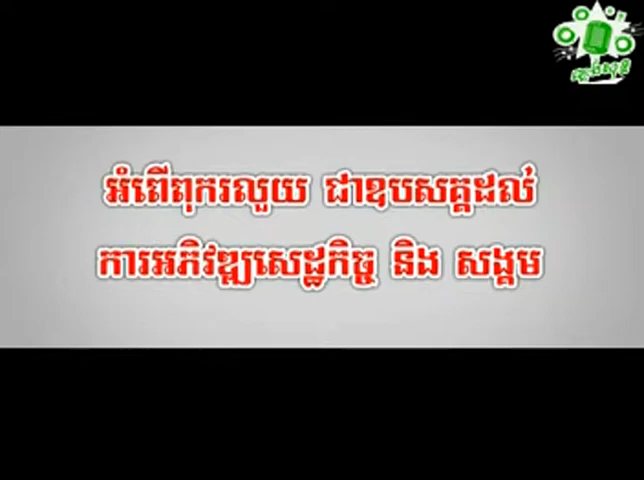 អំពើពុករលួយ ជាឧបសគ្គដល់
ការអភិវឌ្ឍសេដ្ឋកិច្ច និង សង្គម